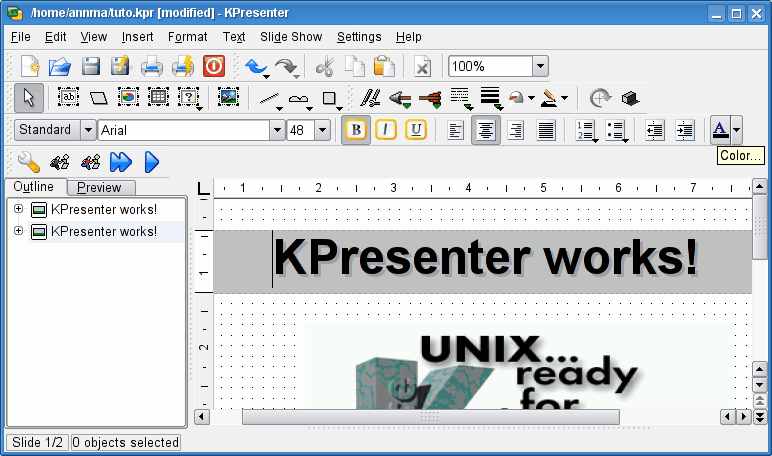 /home/annma/tuto.kpr [modified] - KPresenter
File Edit View Insert Format Text Slide Show Settings Help
100%
Standard Arial 48 B I U A
Color...
Outline Preview
1 2 3 4 5 6 7
KPresenter works!
KPresenter works!
KPresenter works!
1
2
UNIX...
ready
for
Slide 1/2 0 objects selected